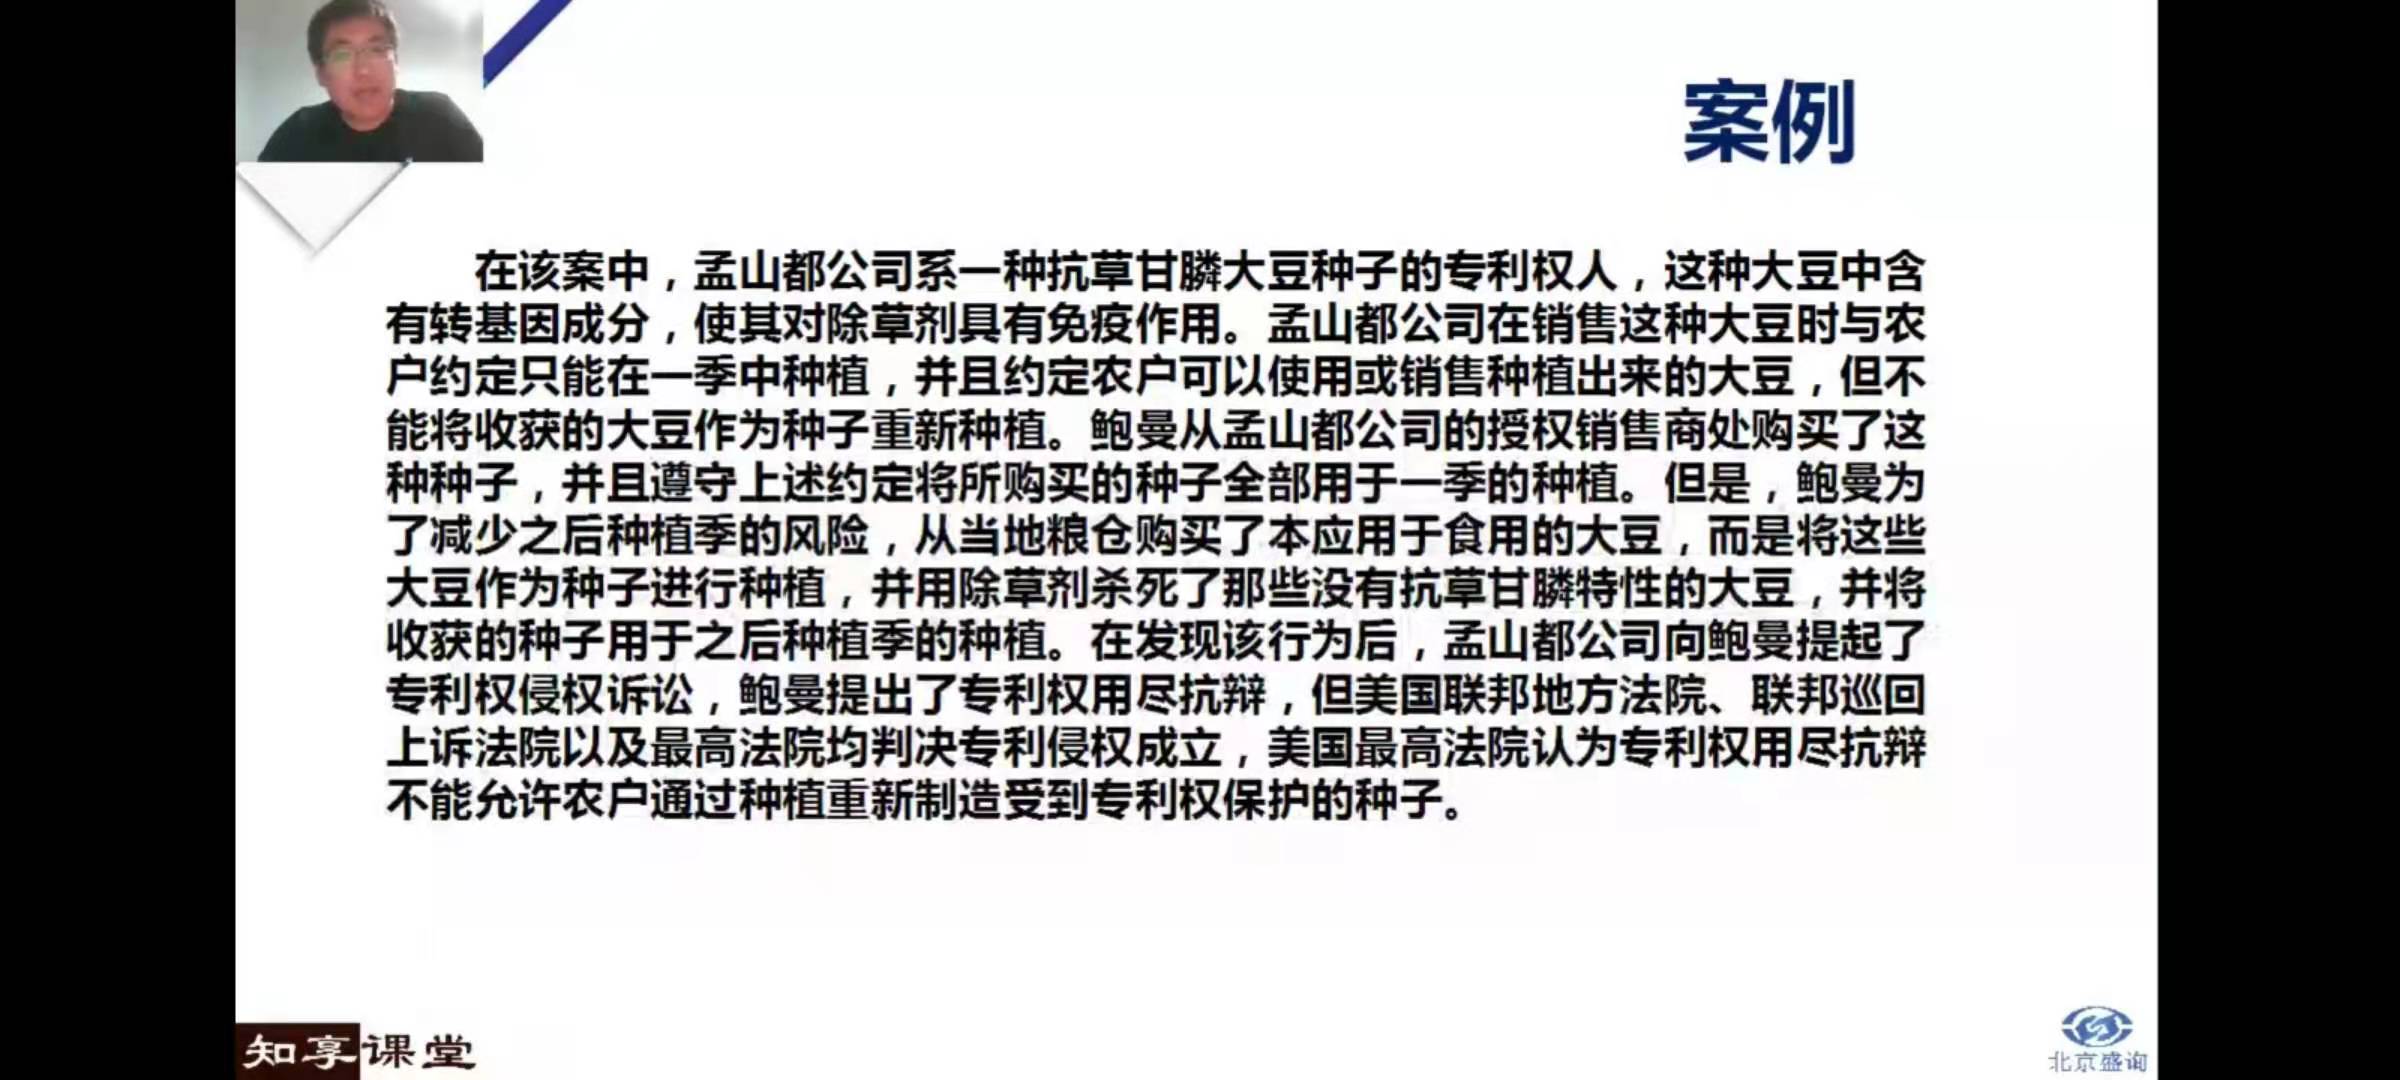 案例
在该案中，孟山都公司系一种抗草甘膦大豆种子的专利权人，这种大豆中含
有转基因成分，使其对除草剂具有免疫作用。孟山都公司在销售这种大豆时与农
户约定只能在一季中种植，并且约定农户可以使用或销售种植出来的大豆，但不
能将收获的大豆作为种子重新种植。鲍曼从孟山都公司的授权销售商处购买了这
种种子，并且遵守上述约定将所购买的种子全部用于一季的种植。但是，鲍曼为
了减少之后种植季的风险，从当地粮仓购买了本应用于食用的大豆，而是将这些
大豆作为种子进行种植，并用除草剂杀死了那些没有抗草甘膦特性的大豆，并将
收获的种子用于之后种植季的种植。在发现该行为后，孟山都公司向鲍曼提起了
专利权侵权诉讼，鲍曼提出了专利权用尽抗辩，但美国联邦地方法院、联邦巡回
上诉法院以及最高法院均判决专利侵权成立，美国最高法院认为专利权用尽抗辩
不能允许农户通过种植重新制造受到专利权保护的种子。
知享课堂
北京盛询